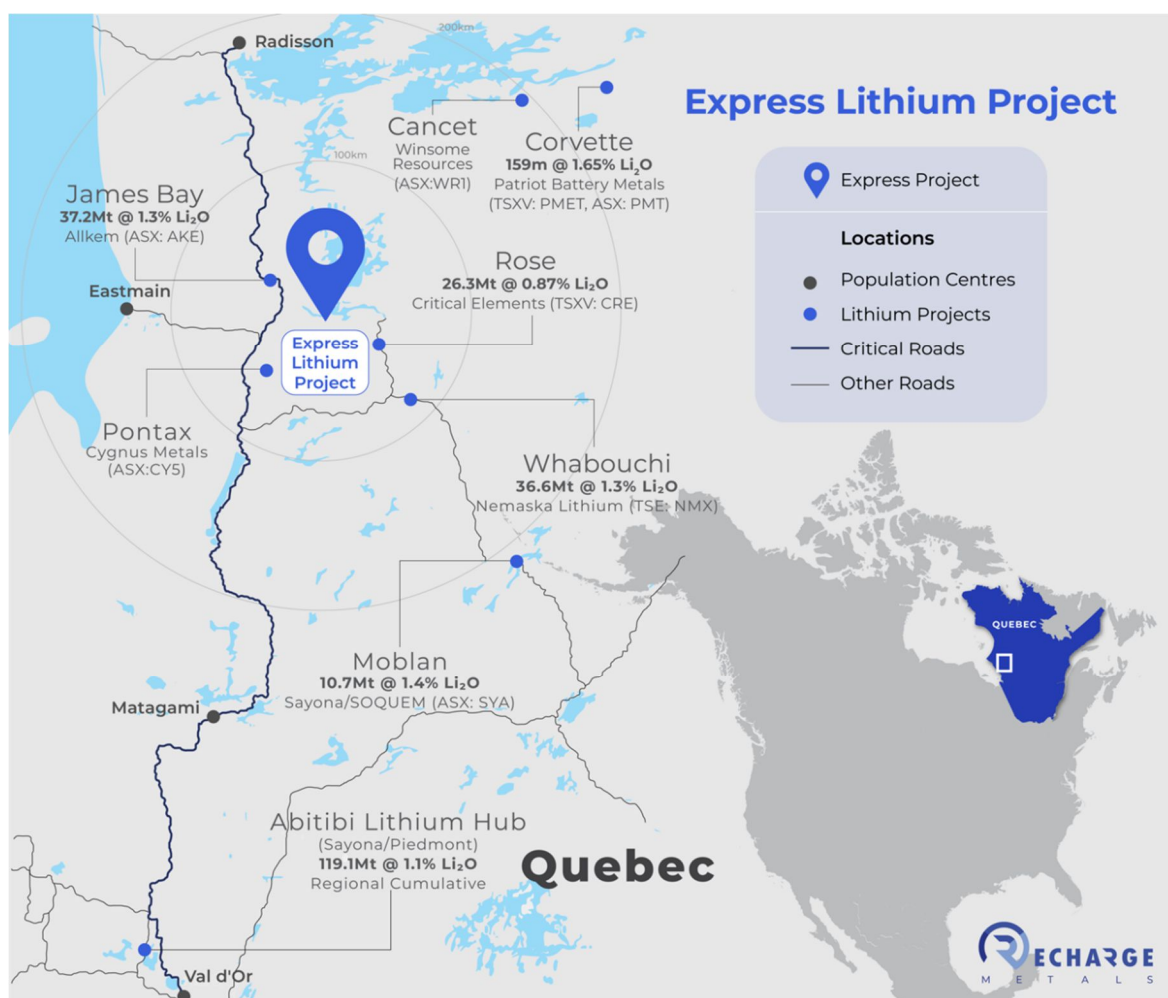 200km
Radisson
Express Lithium Project
Cancet
Winsome
Resources
(ASX:WR1)
Corvette
159m @ 1.65% Li₂O
Patriot Battery Metals
(TSXV: PMET, ASX: PMT)
100km
James Bay
37.2Mt @ 1.3% Li₂O
Allkem (ASX: AKE)
Express Project
Locations
Population Centres
Lithium Projects
Critical Roads
Other Roads
Rose
26.3Mt @ 0.87% Li₂O
Critical Elements (TSXV: CRE)
Eastmain
Express
Lithium
Project
Pontax
Cygnus Metals
(ASX:CY5)
Whabouchi
36.6Mt @ 1.3% Li₂O
Nemaska Lithium (TSE: NMX)
QUEBEC
Moblan
10.7Mt @ 1.4% Li₂O
Sayona/SOQUEM (ASX: SYA)
Matagami
Abitibi Lithium Hub
(Sayona/Piedmont)
119.1Mt @ 1.1% Li₂O
Regional Cumulative
Quebec
Val d'Or
RECHARGE
METALS